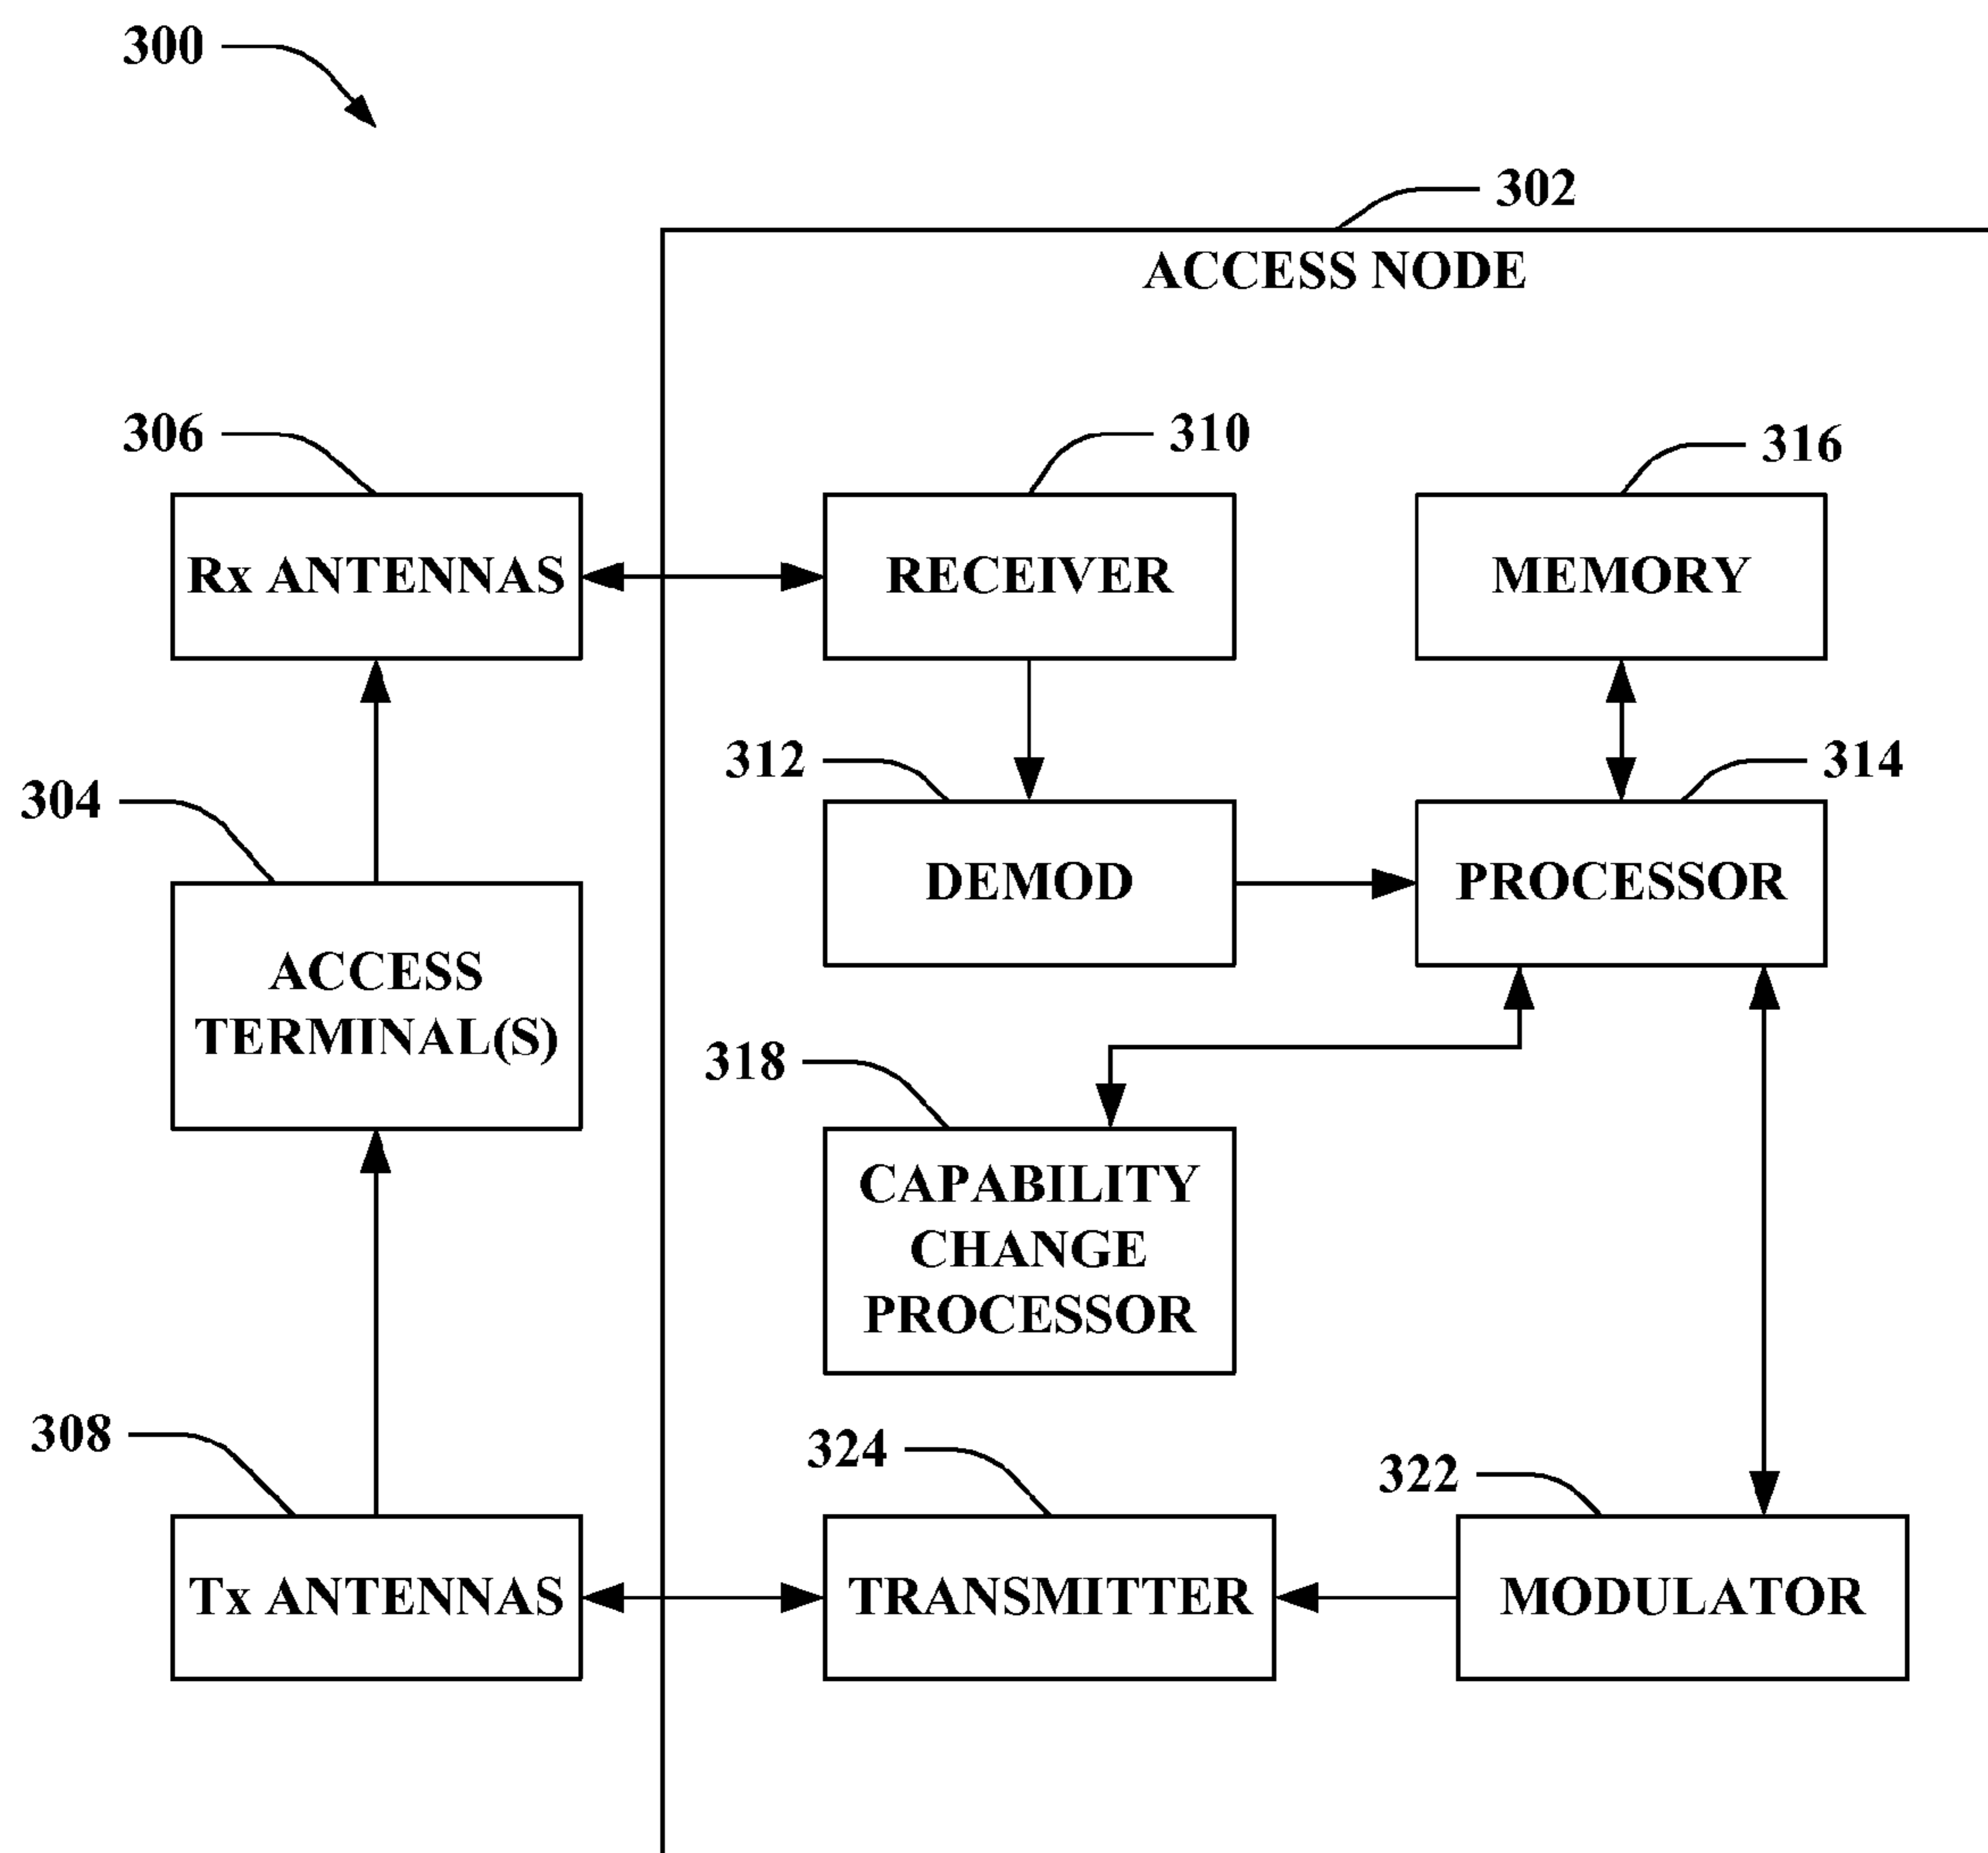 300
302
ACCESS NODE
306
310
316
Rx ANTENNAS
RECEIVER
MEMORY
312
314
304
DEMOD
PROCESSOR
ACCESS
TERMINAL(S)
318
CAPABILITY
CHANGE
PROCESSOR
308
324
322
Tx ANTENNAS
TRANSMITTER
MODULATOR